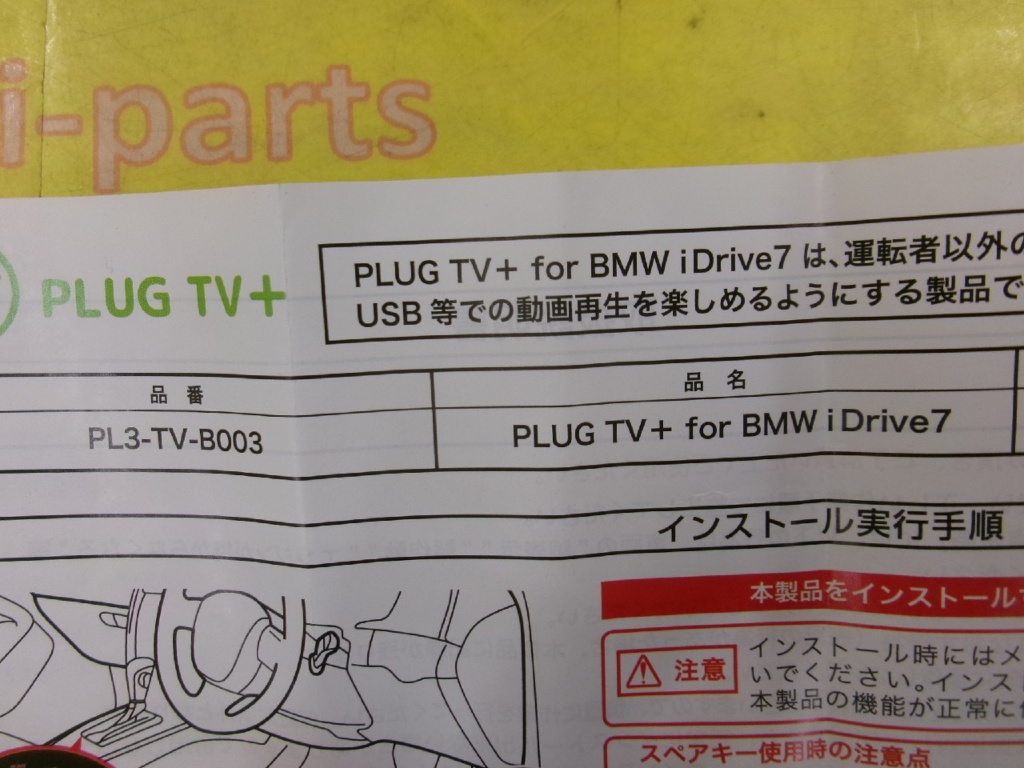 i-parts
PLUG TV+
PLUG TV+ for BMW iDrive7 は、運転者以外の
USB 等での動画再生を楽しめるようにする製品で
品 番
品 名
PL3-TV-B003
PLUG TV+ for BMW iDrive7
インストール実行手順
本製品をインストール
注意
インストール時にはメ
いでください。インス
本製品の機能が正常に
スペアキー使用時の注意点